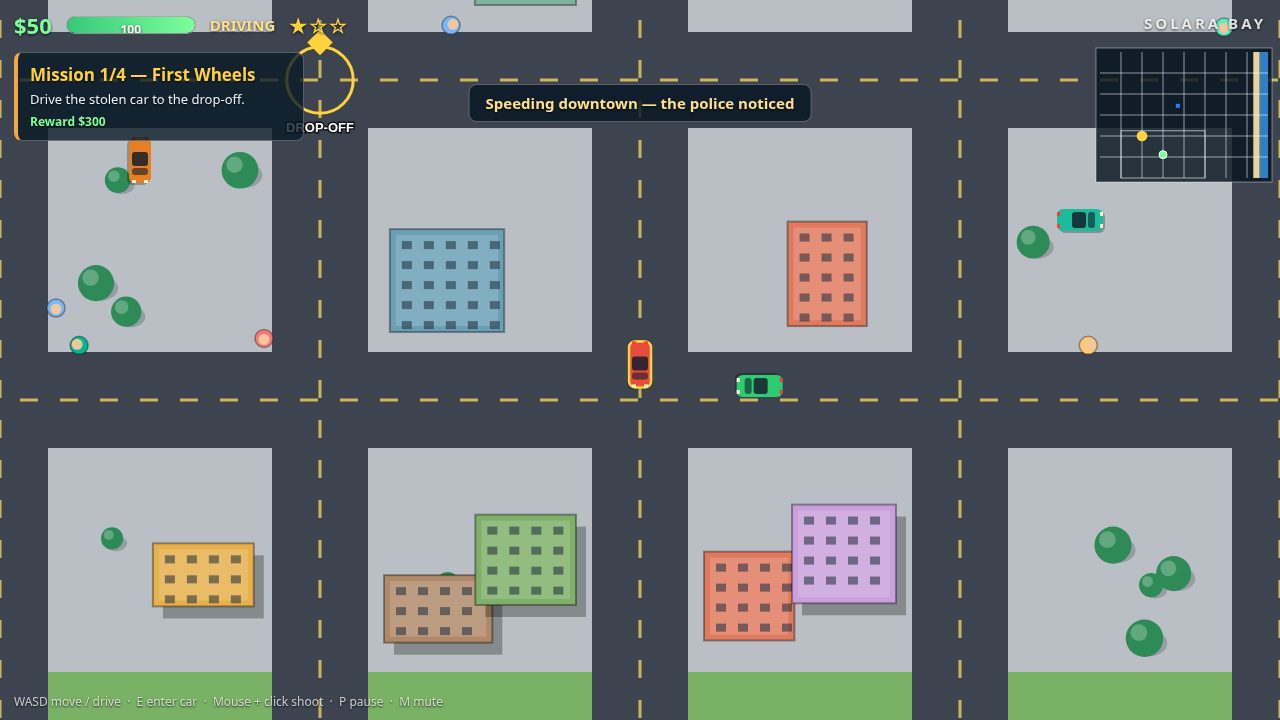 $50 100 DRIVING ★☆☆
SOLARA BAY
Mission 1/4 — First Wheels
Drive the stolen car to the drop-off.
Reward $300
Speeding downtown — the police noticed
DROP-OFF
WASD move / drive · E enter car · Mouse + click shoot · P pause · M mute